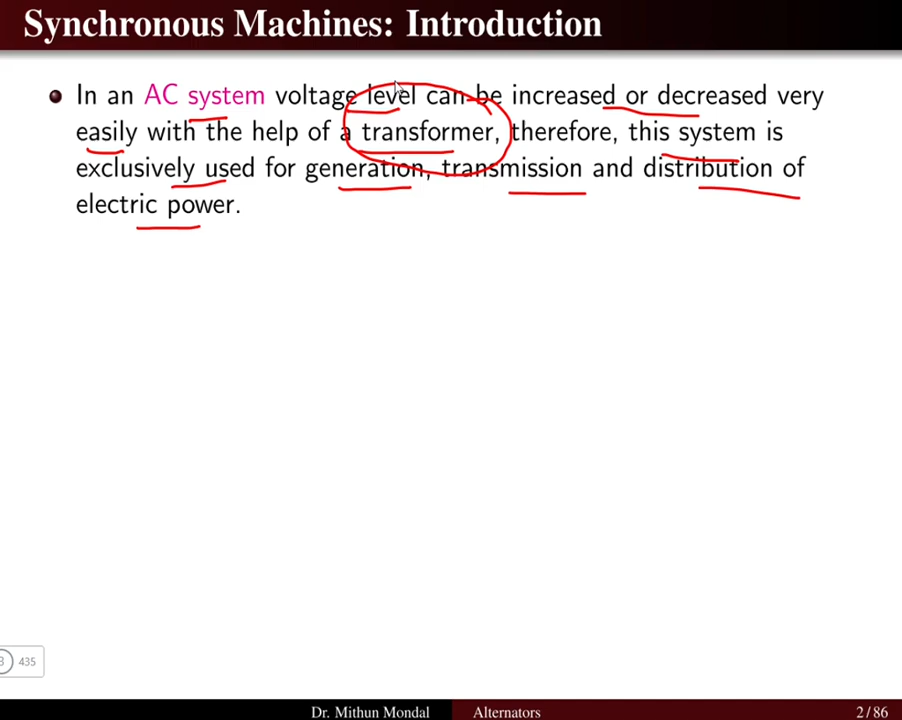 Synchronous Machines: Introduction
In an AC system voltage level can be increased or decreased very
easily with the help of a transformer, therefore, this system is
exclusively used for generation, transmission and distribution of
electric power.
3 435
Dr. Mithun Mondal Alternators 2 / 86